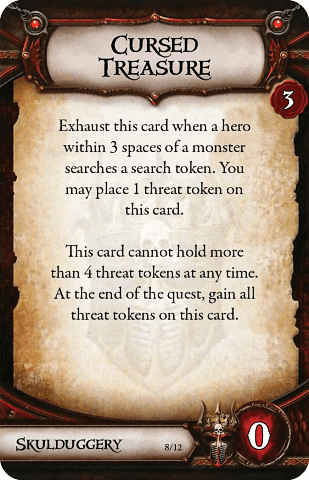 Cursed
Treasure
3
Exhaust this card when a hero
within 3 spaces of a monster
searches a search token. You
may place 1 threat token on
this card.
This card cannot hold more
than 4 threat tokens at any time.
At the end of the quest, gain all
threat tokens on this card.
Skulduggery
8/12
0